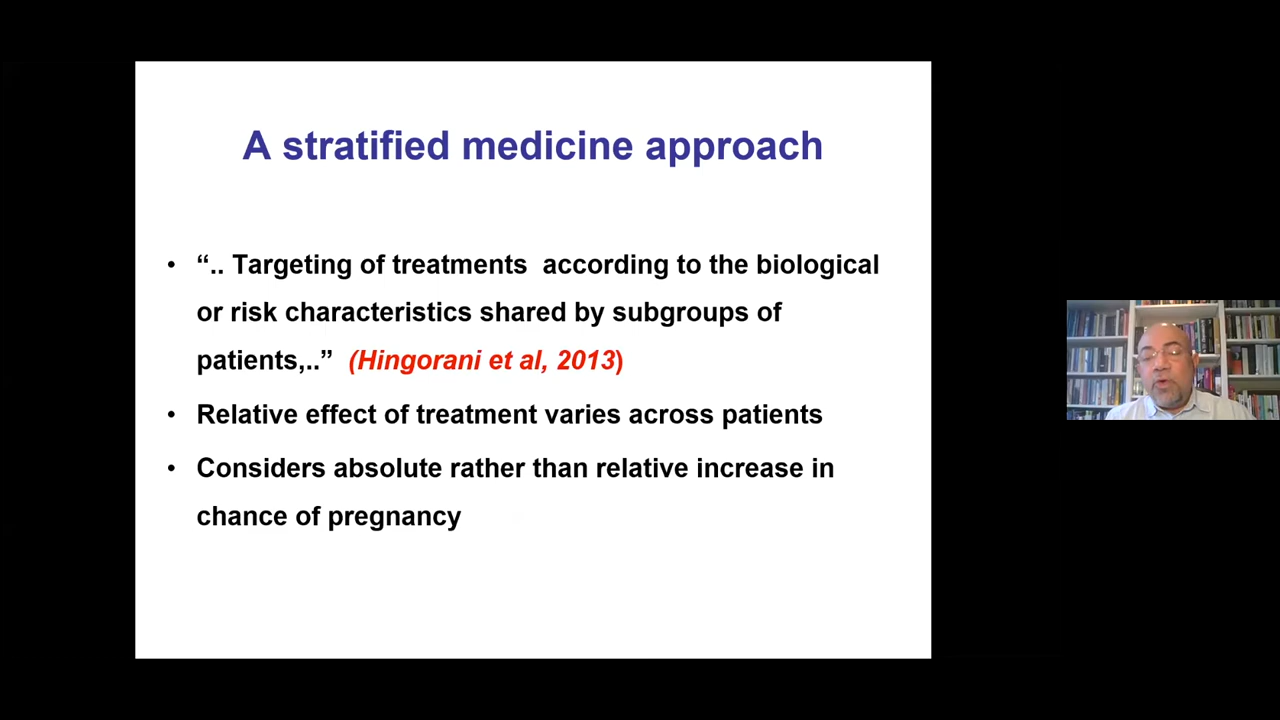 A stratified medicine approach
• “.. Targeting of treatments according to the biological
or risk characteristics shared by subgroups of
patients,..” (Hingorani et al, 2013)
• Relative effect of treatment varies across patients
• Considers absolute rather than relative increase in
chance of pregnancy